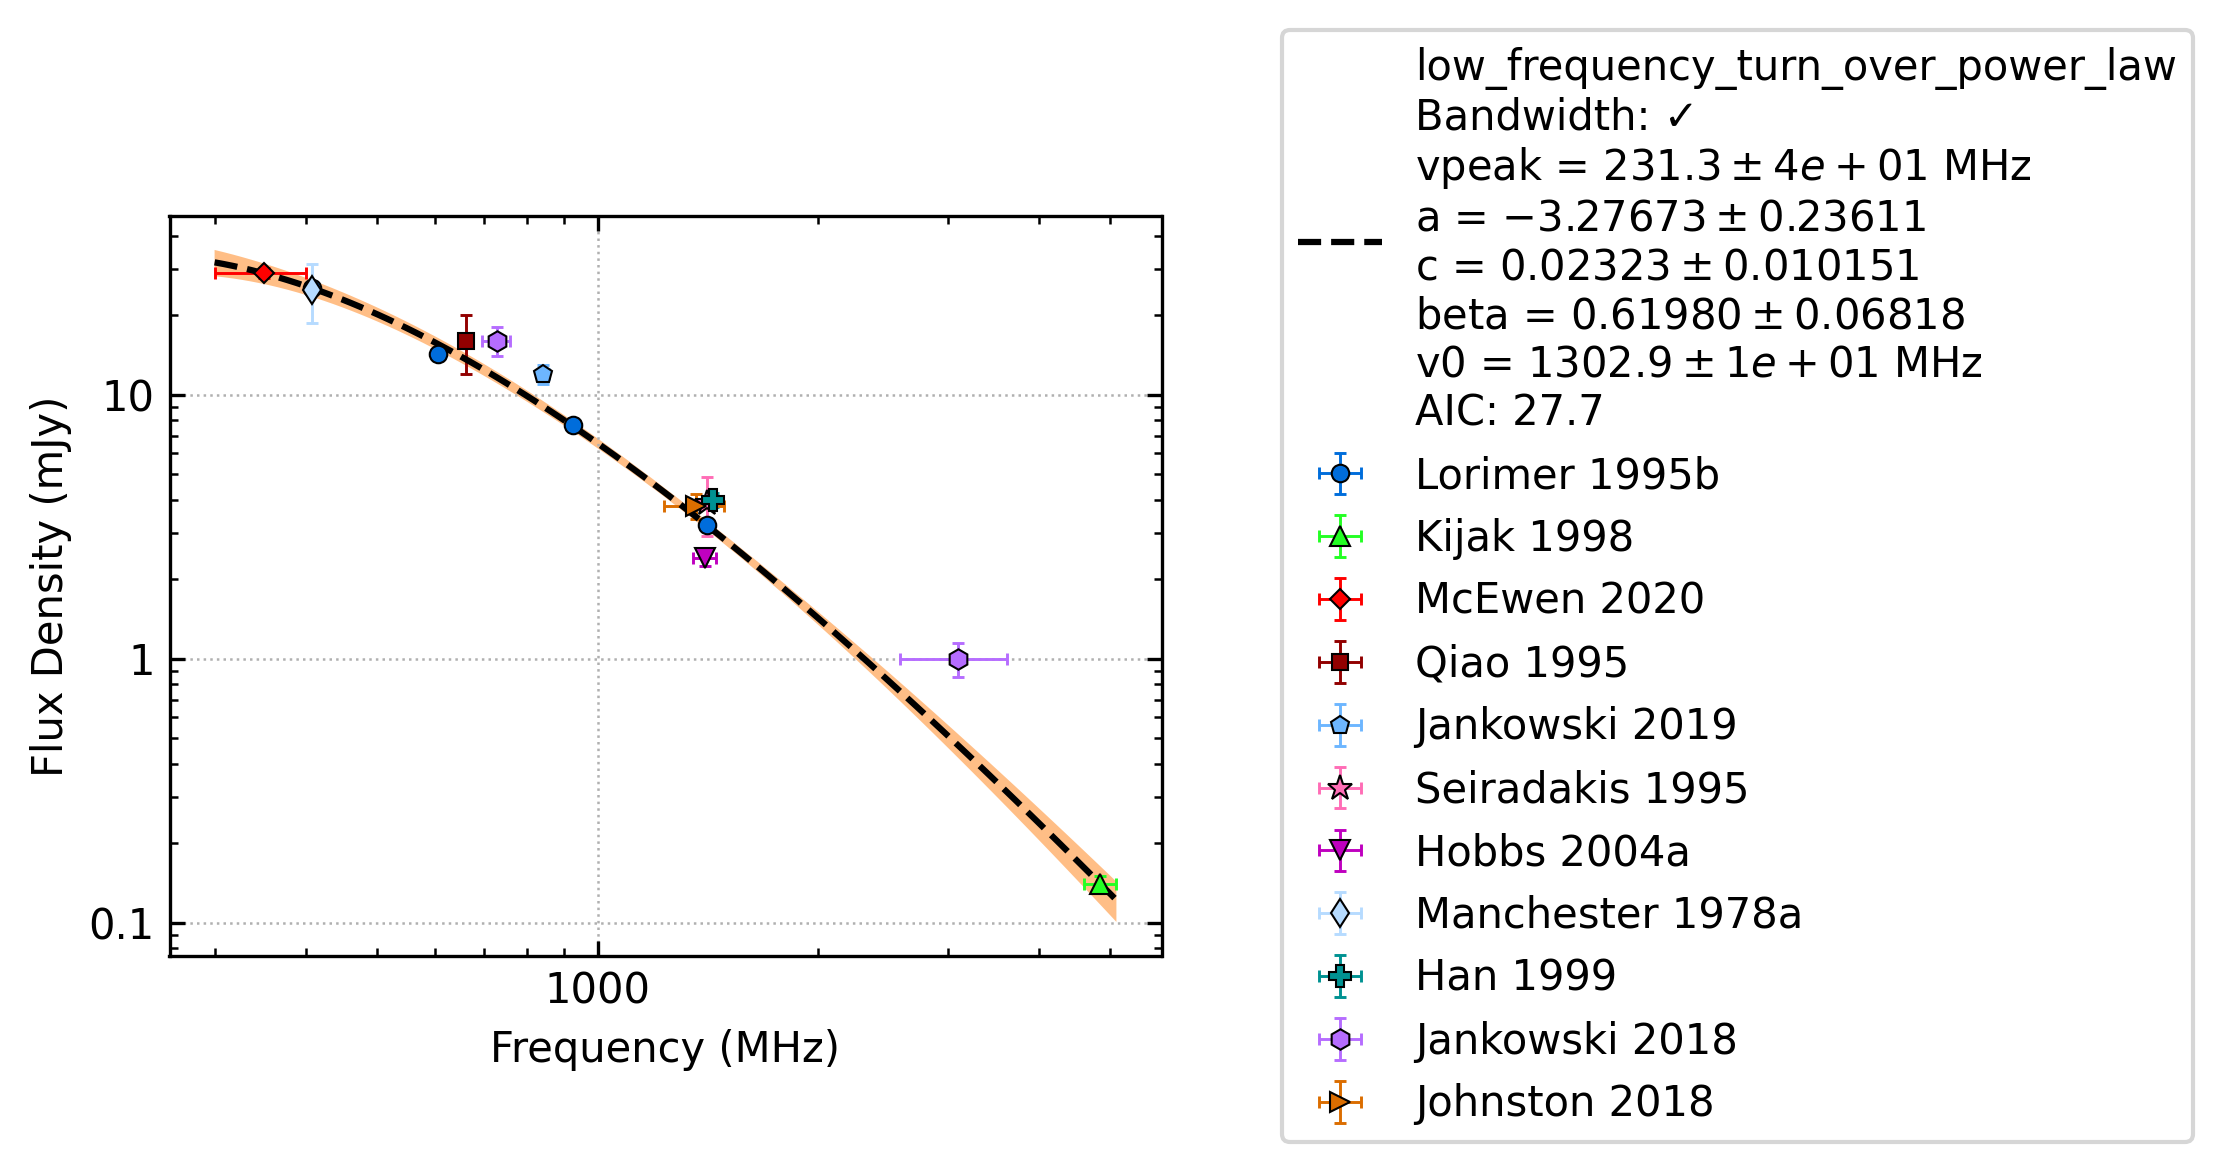 low_frequency_turn_over_power_law
Bandwidth: ✓
vpeak = 231.3 ± 4e + 01 MHz
a = −3.27673 ± 0.23611
c = 0.02323 ± 0.010151
beta = 0.61980 ± 0.06818
v0 = 1302.9 ± 1e + 01 MHz
AIC: 27.7
Lorimer 1995b
Kijak 1998
McEwen 2020
Qiao 1995
Jankowski 2019
Seiradakis 1995
Hobbs 2004a
Manchester 1978a
Han 1999
Jankowski 2018
Johnston 2018
10
1
0.1
Flux Density (mJy)
1000
Frequency (MHz)